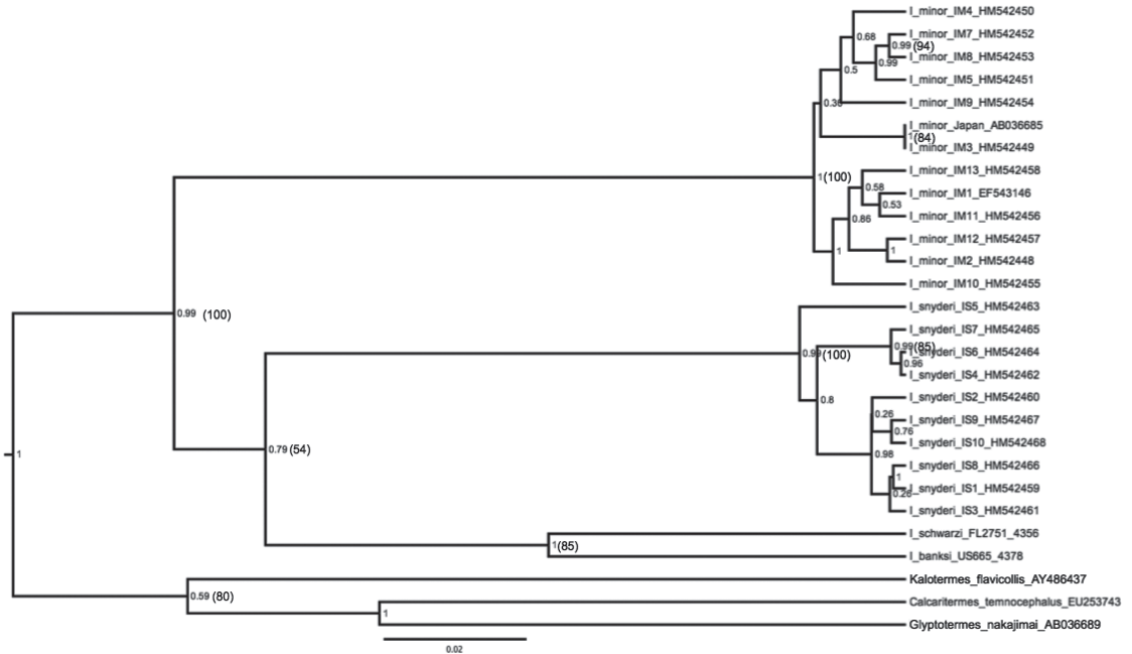 I_minor_IM4_HM542450
I_minor_IM7_HM542452
0.68
0.99 (94)
I_minor_IM8_HM542453
0.99
0.5
I_minor_IM5_HM542451
I_minor_IM9_HM542454
I_minor_Japan_AB036685
1(84)
I_minor_IM3_HM542449
I_minor_IM13_HM542458
1(100)
0.58
I_minor_IM1_EF543146
0.53
I_minor_IM11_HM542456
0.86
I_minor_IM12_HM542457
1
1
I_minor_IM2_HM542448
I_minor_IM10_HM542455
I_snyderi_IS5_HM542463
0.99 (100)
I_snyderi_IS7_HM542465
0.99(85)
I_snyderi_IS6_HM542464
0.99(100)
0.96
I_snyderi_IS4_HM542462
I_snyderi_IS2_HM542460
0.8
0.26
I_snyderi_IS9_HM542467
0.76
I_snyderi_IS10_HM542468
0.79 (54)
0.98
1
I_snyderi_IS8_HM542466
1
I_snyderi_IS1_HM542459
I_snyderi_IS3_HM542461
I_schwarzi_FL2751_4356
1(85)
I_banksi_US665_4378
Kalotermes_flavicollis_AY486437
0.59 (80)
Calcaritermes_temnocephalus_EU253743
1
Glyptotermes_nakajimai_AB036689
0.02